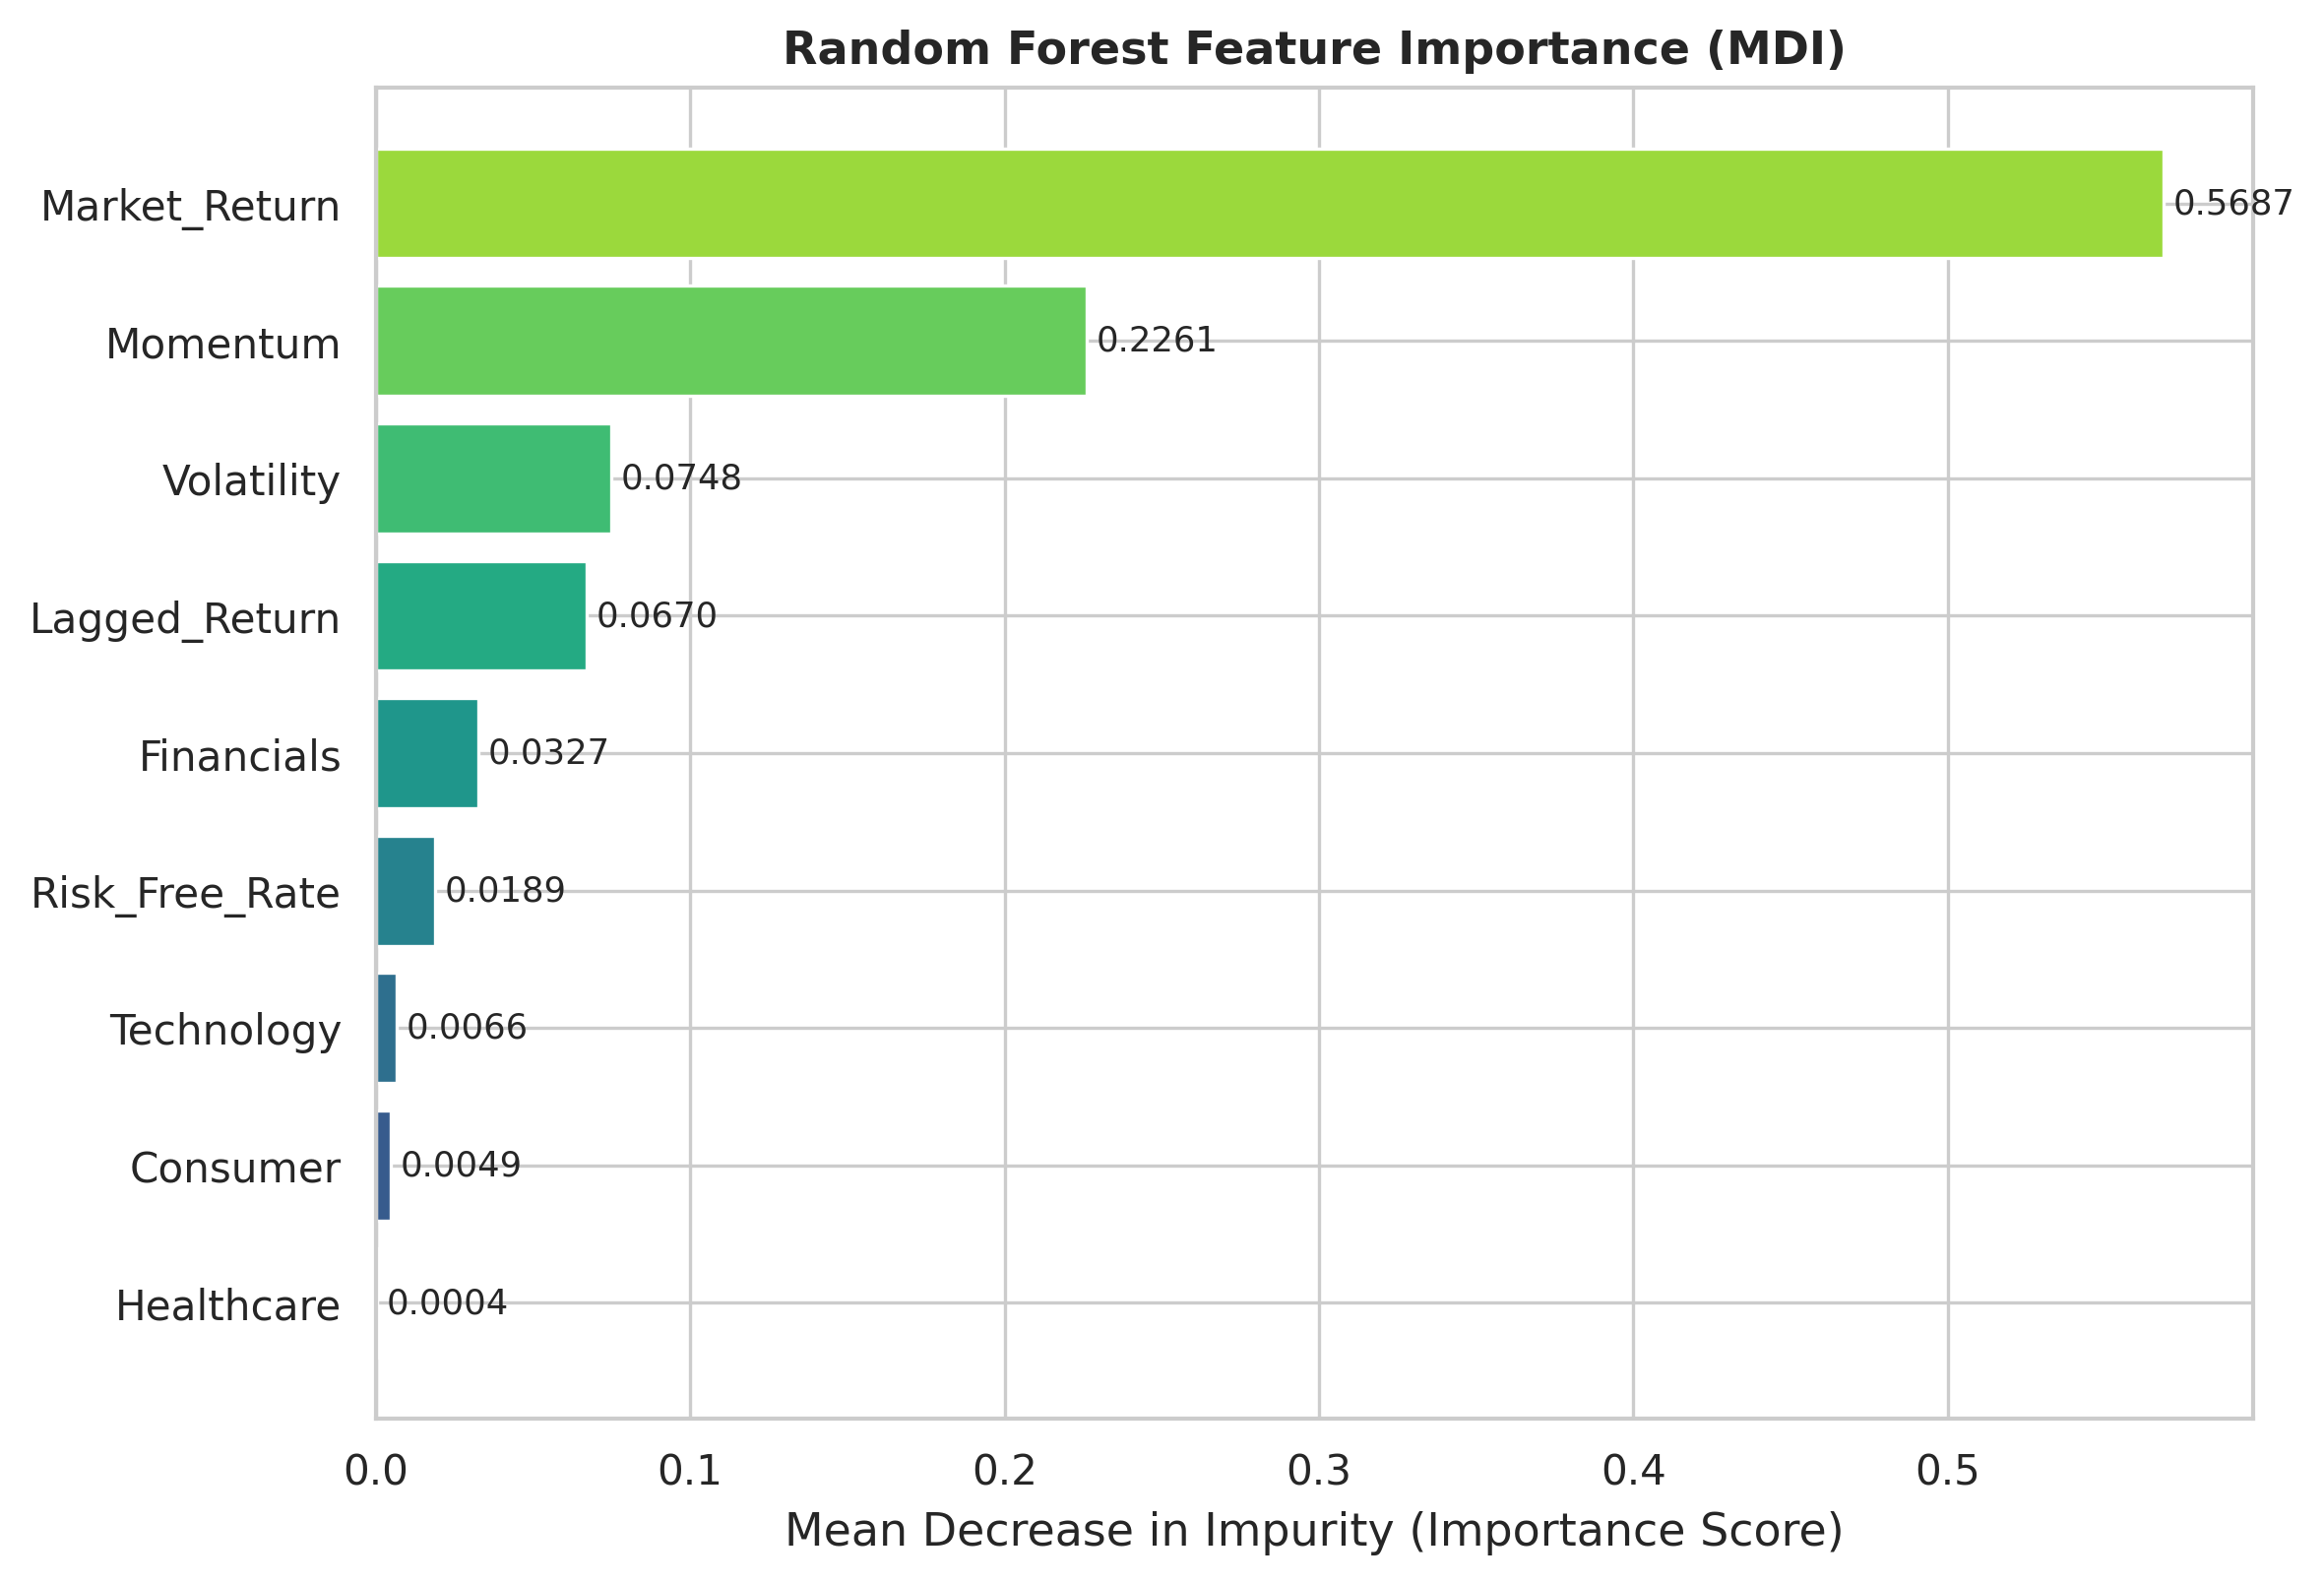 Random Forest Feature Importance (MDI)
Market_Return 0.5687
Momentum 0.2261
Volatility 0.0748
Lagged_Return 0.0670
Financials 0.0327
Risk_Free_Rate 0.0189
Technology 0.0066
Consumer 0.0049
Healthcare 0.0004
0.0 0.1 0.2 0.3 0.4 0.5
Mean Decrease in Impurity (Importance Score)